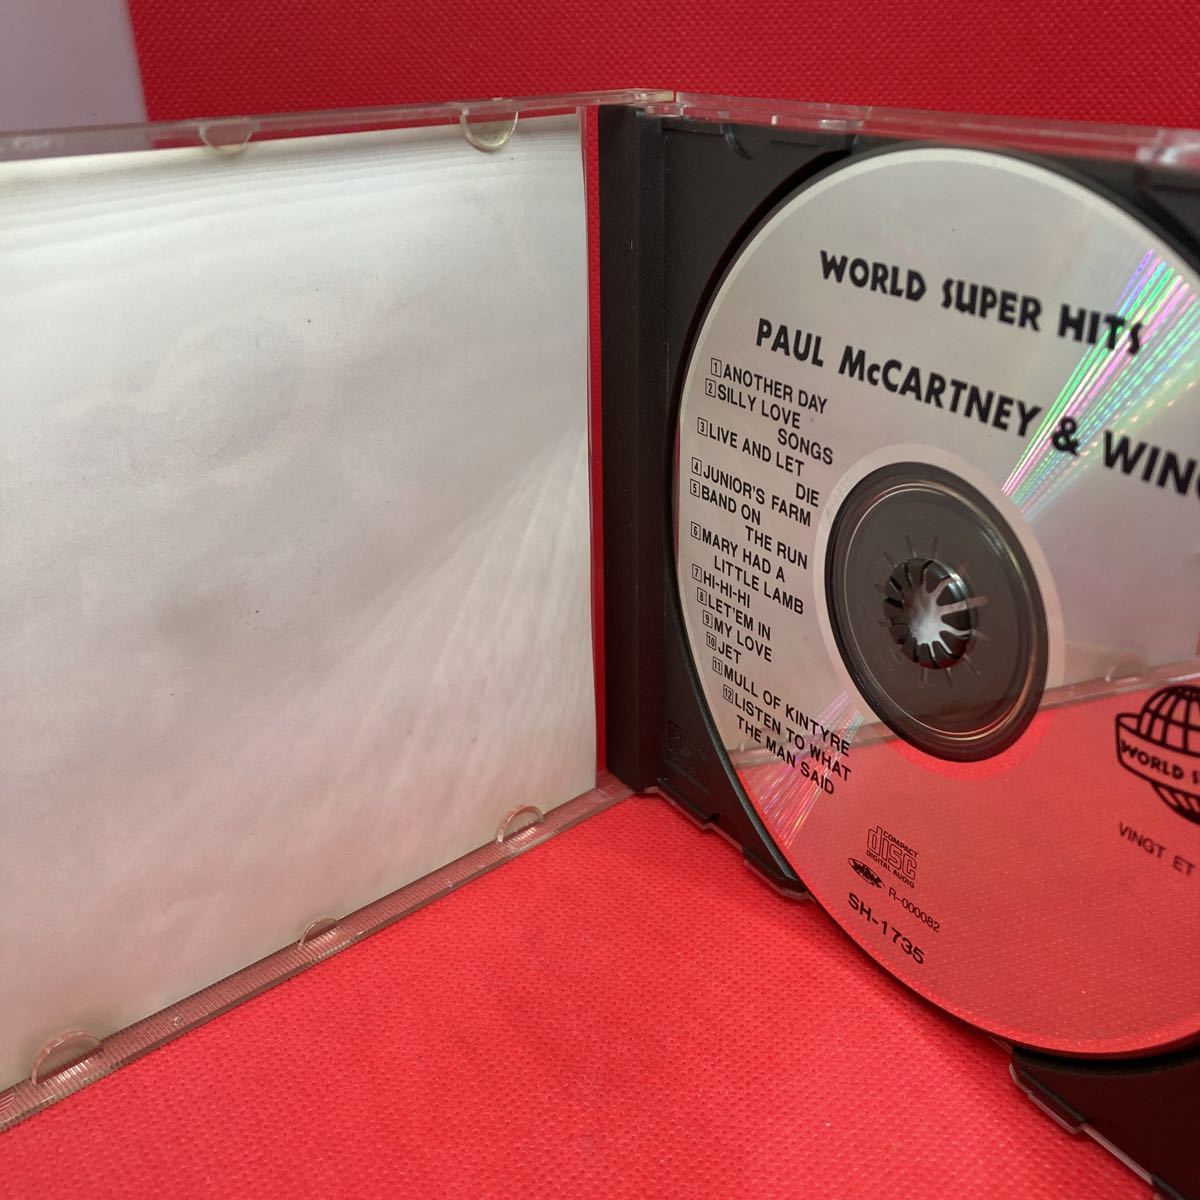 WORLD SUPER HITS
PAUL McCARTNEY & WING
1 ANOTHER DAY
2 SILLY LOVE
SONGS
3 LIVE AND LET
DIE
4 JUNIOR'S FARM
5 BAND ON
THE RUN
6 MARY HAD A
LITTLE LAMB
7 HI-HI-HI
8 LET'EM IN
9 MY LOVE
10 JET
11 MULL OF KINTYRE
12 LISTEN TO WHAT
THE MAN SAID
WORLD S
VINGT ET
COMPACT
disc
DIGITAL AUDIO
R-000082
SH-1735